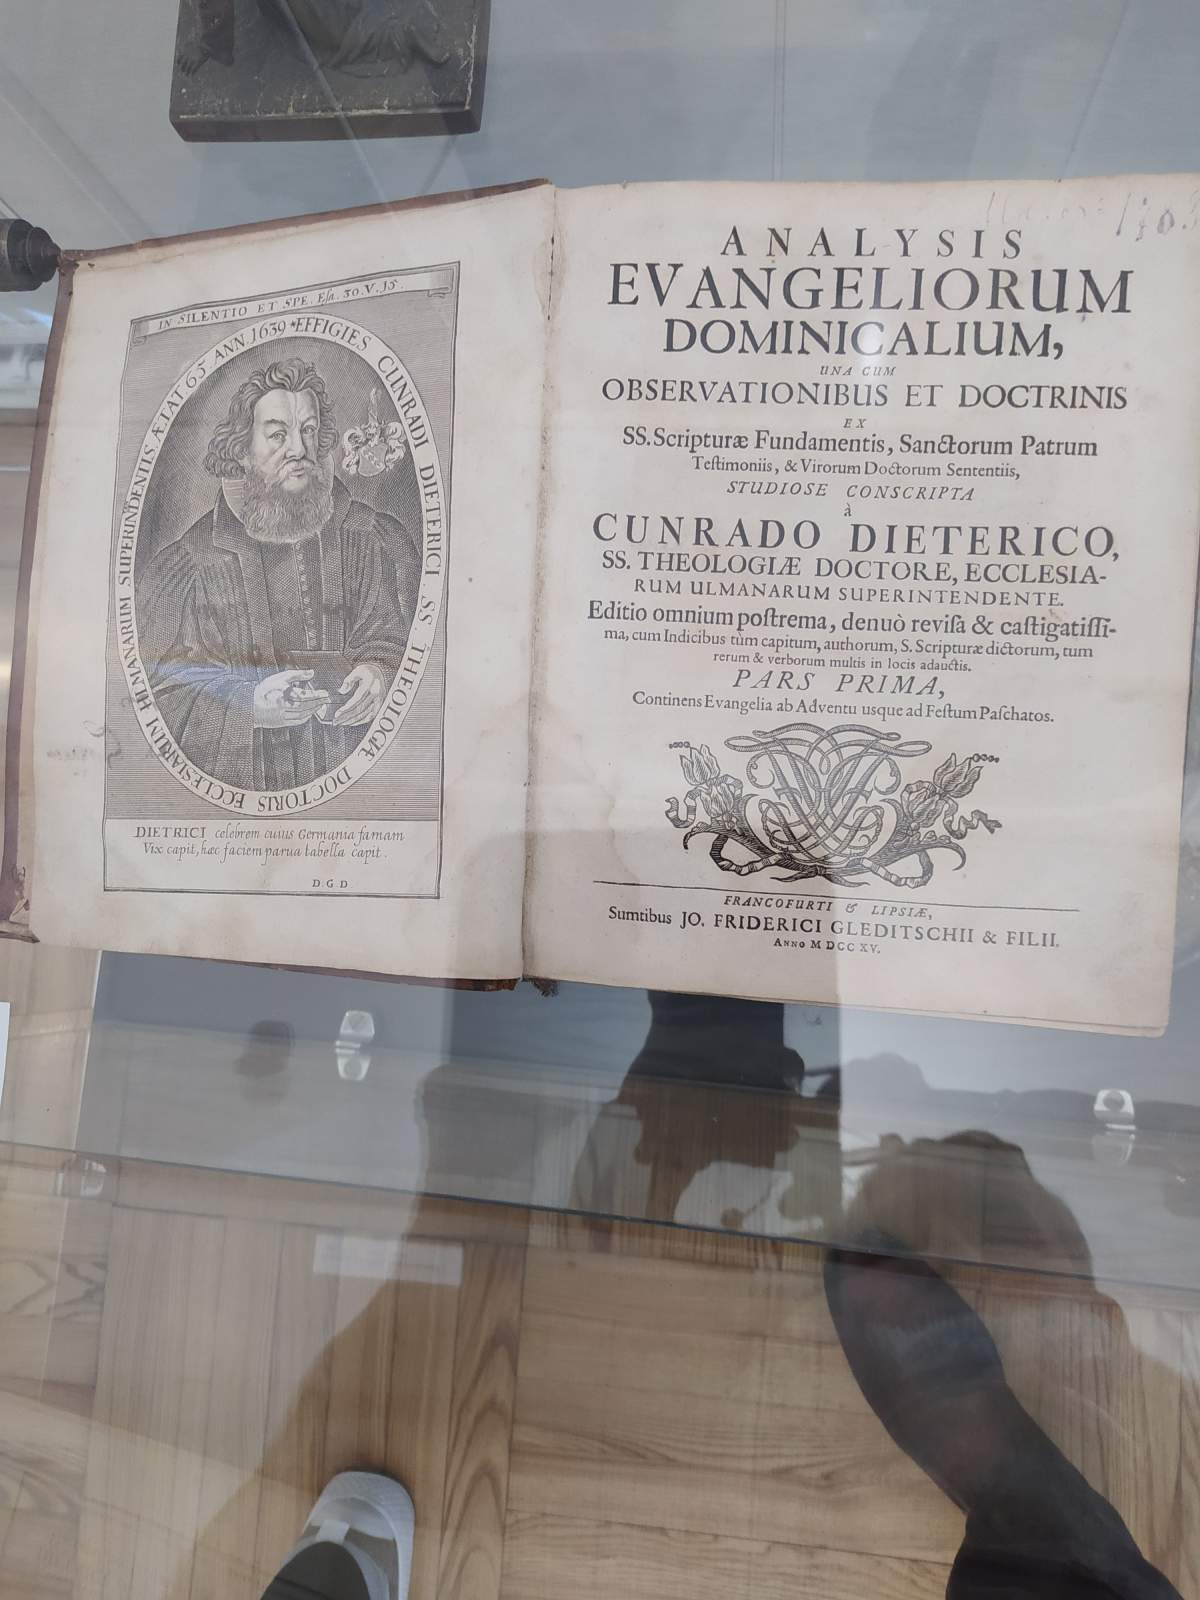 IN SILENTIO ET SPE. Esa. 30. V. 15.
EFFIGIES CUNRADI DIETERICI SS. THEOLOGIÆ DOCTORIS ECCLESIARUM HLMANARUM SUPERINDENTIS, ÆTAT 65 ANN. 1639
DIETRICI celebrem cuius Germania famam
Vix capit, hæc faciem parua tabella capit.
D. G. D
ANALYSIS
EVANGELIORUM
DOMINICALIUM,
UNA CUM
OBSERVATIONIBUS ET DOCTRINIS
EX
SS. Scripturæ Fundamentis, Sanctorum Patrum
Teſtimoniis, & Virorum Doctorum Sententiis,
STUDIOSE CONSCRIPTA
à
CUNRADO DIETERICO,
SS. THEOLOGIÆ DOCTORE, ECCLESIA-
RUM ULMANARUM SUPERINTENDENTE.
Editio omnium poſtrema, denuò reviſa & caſtigatiſſi-
ma, cum Indicibus tùm capitum, authorum, S. Scripturæ dictorum, tum
rerum & verborum multis in locis adauctis.
PARS PRIMA,
Continens Evangelia ab Adventu usque ad Feſtum Paſchatos.
FRANCOFURTI & LIPSIÆ,
Sumtibus JO. FRIDERICI GLEDITSCHII & FILII.
ANNO M DCC XV.